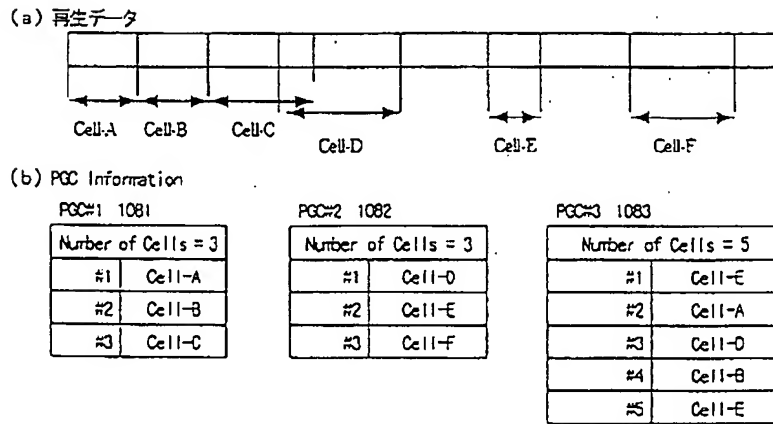 (a) 再生データ
Cell-A Cell-B Cell-C Cell-D Cell-E Cell-F
(b) PGC Information
PGC#1 1081 PGC#2 1082 PGC#3 1083
Number of Cells = 3 Number of Cells = 3 Number of Cells = 5
#1 Cell-A #1 Cell-D #1 Cell-E
#2 Cell-B #2 Cell-E #2 Cell-A
#3 Cell-C #3 Cell-F #3 Cell-D
#4 Cell-B
#5 Cell-E